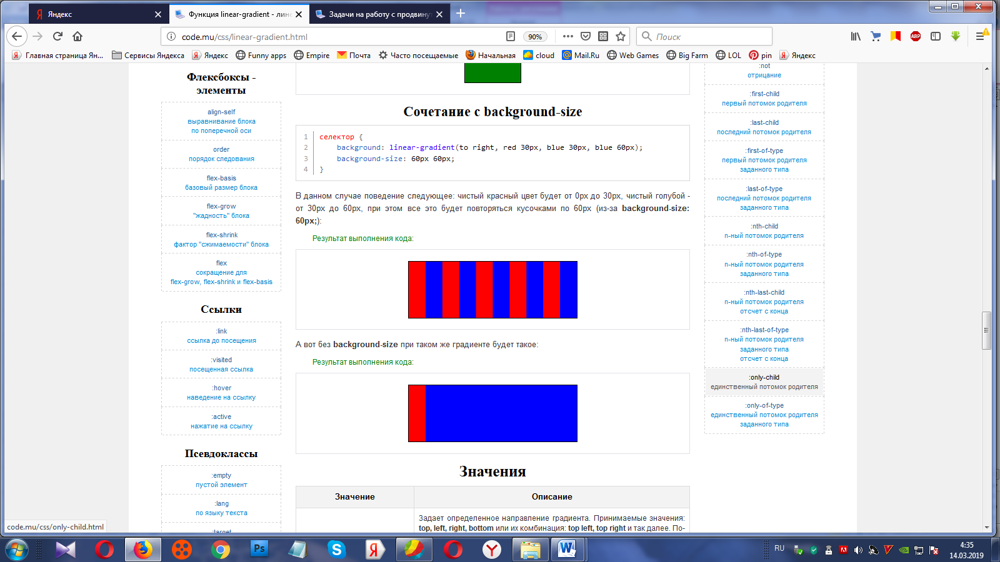 Яндекс
Функция linear-gradient - лине
Задачи на работу с продвинут
code.mu/css/linear-gradient.html
90%
Поиск
ABP
Главная страница Ян...
Сервисы Яндекса
Яндекс
Funny apps
Empire
Почта
Часто посещаемые
Начальная
cloud
Mail.Ru
Web Games
Big Farm
LOL
pin
Яндекс
Флексбоксы -
элементы
align-self
выравнивание блока
по поперечной оси
order
порядок следования
flex-basis
базовый размер блока
flex-grow
"жадность" блока
flex-shrink
фактор "сжимаемости" блока
flex
сокращение для
flex-grow, flex-shrink и flex-basis
Ссылки
:link
ссылка до посещения
:visited
посещенная ссылка
:hover
наведение на ссылку
:active
нажатие на ссылку
Псевдоклассы
:empty
пустой элемент
:lang
по языку текста
:target
Сочетание с background-size
1 селектор {
2 background: linear-gradient(to right, red 30px, blue 30px, blue 60px);
3 background-size: 60px 60px;
4 }
В данном случае поведение следующее: чистый красный цвет будет от 0px до 30px, чистый голубой -
от 30px до 60px, при этом все это будет повторяться кусочками по 60px (из-за background-size:
60px;):
Результат выполнения кода:
А вот без background-size при таком же градиенте будет такое:
Результат выполнения кода:
Значения
Значение Описание
Задает определенное направление градиента. Принимаемые значения:
top, left, right, bottom или их комбинация: top left, top right и так далее. По-
:not
отрицание
:first-child
первый потомок родителя
:last-child
последний потомок родителя
:first-of-type
первый потомок родителя
заданного типа
:last-of-type
последний потомок родителя
заданного типа
:nth-child
n-ный потомок родителя
:nth-of-type
n-ный потомок родителя
заданного типа
:nth-last-child
n-ный потомок родителя
отсчет с конца
:nth-last-of-type
n-ный потомок родителя
заданного типа
отсчет с конца
:only-child
единственный потомок родителя
:only-of-type
единственный потомок родителя
заданного типа
code.mu/css/only-child.html
Ps
RU
4:35
14.03.2019